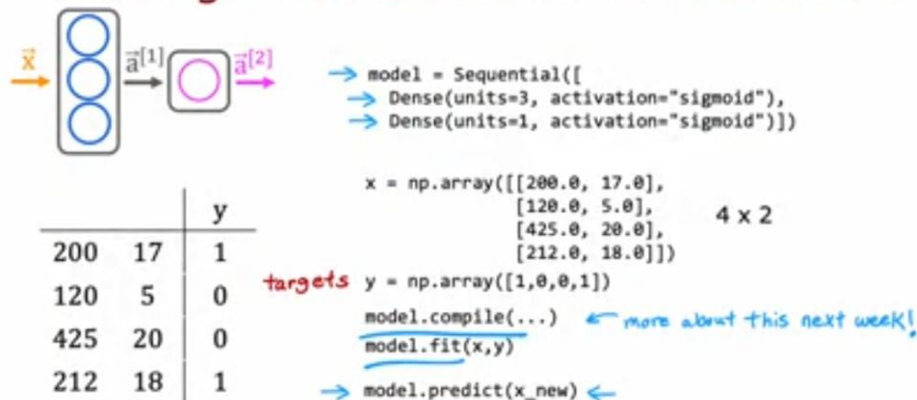 x⃗ a⃗[1] a⃗[2]
model = Sequential([
Dense(units=3, activation="sigmoid"),
Dense(units=1, activation="sigmoid")])
x = np.array([[200.0, 17.0],
[120.0, 5.0],
[425.0, 20.0],
[212.0, 18.0]])
4 x 2
targets y = np.array([1,0,0,1])
model.compile(...) ← more about this next week!
model.fit(x,y)
model.predict(x_new)
y
200 17 1
120 5 0
425 20 0
212 18 1